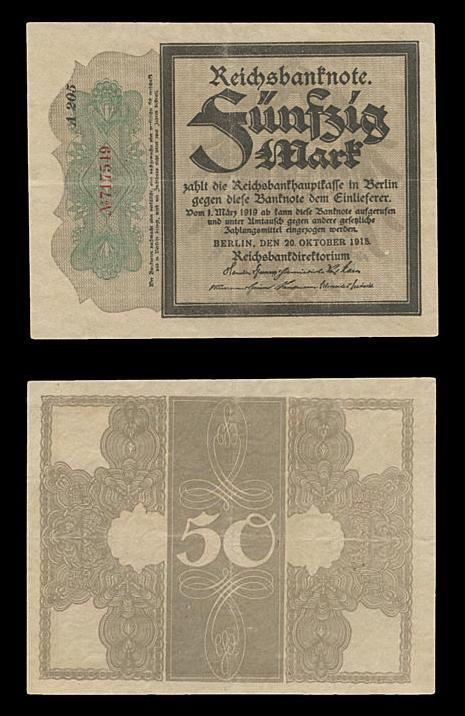 A·205
№717549
Reichsbanknote.
Fünfzig
Mark
zahlt die Reichsbankhauptkasse in Berlin
gegen diese Banknote dem Einlieferer.
Vom 1. März 1919 ab kann diese Banknote aufgerufen
und unter Umtausch gegen andere gesetzliche
Zahlungsmittel eingezogen werden.
BERLIN, DEN 20. OKTOBER 1918.
Reichsbankdirektorium
50